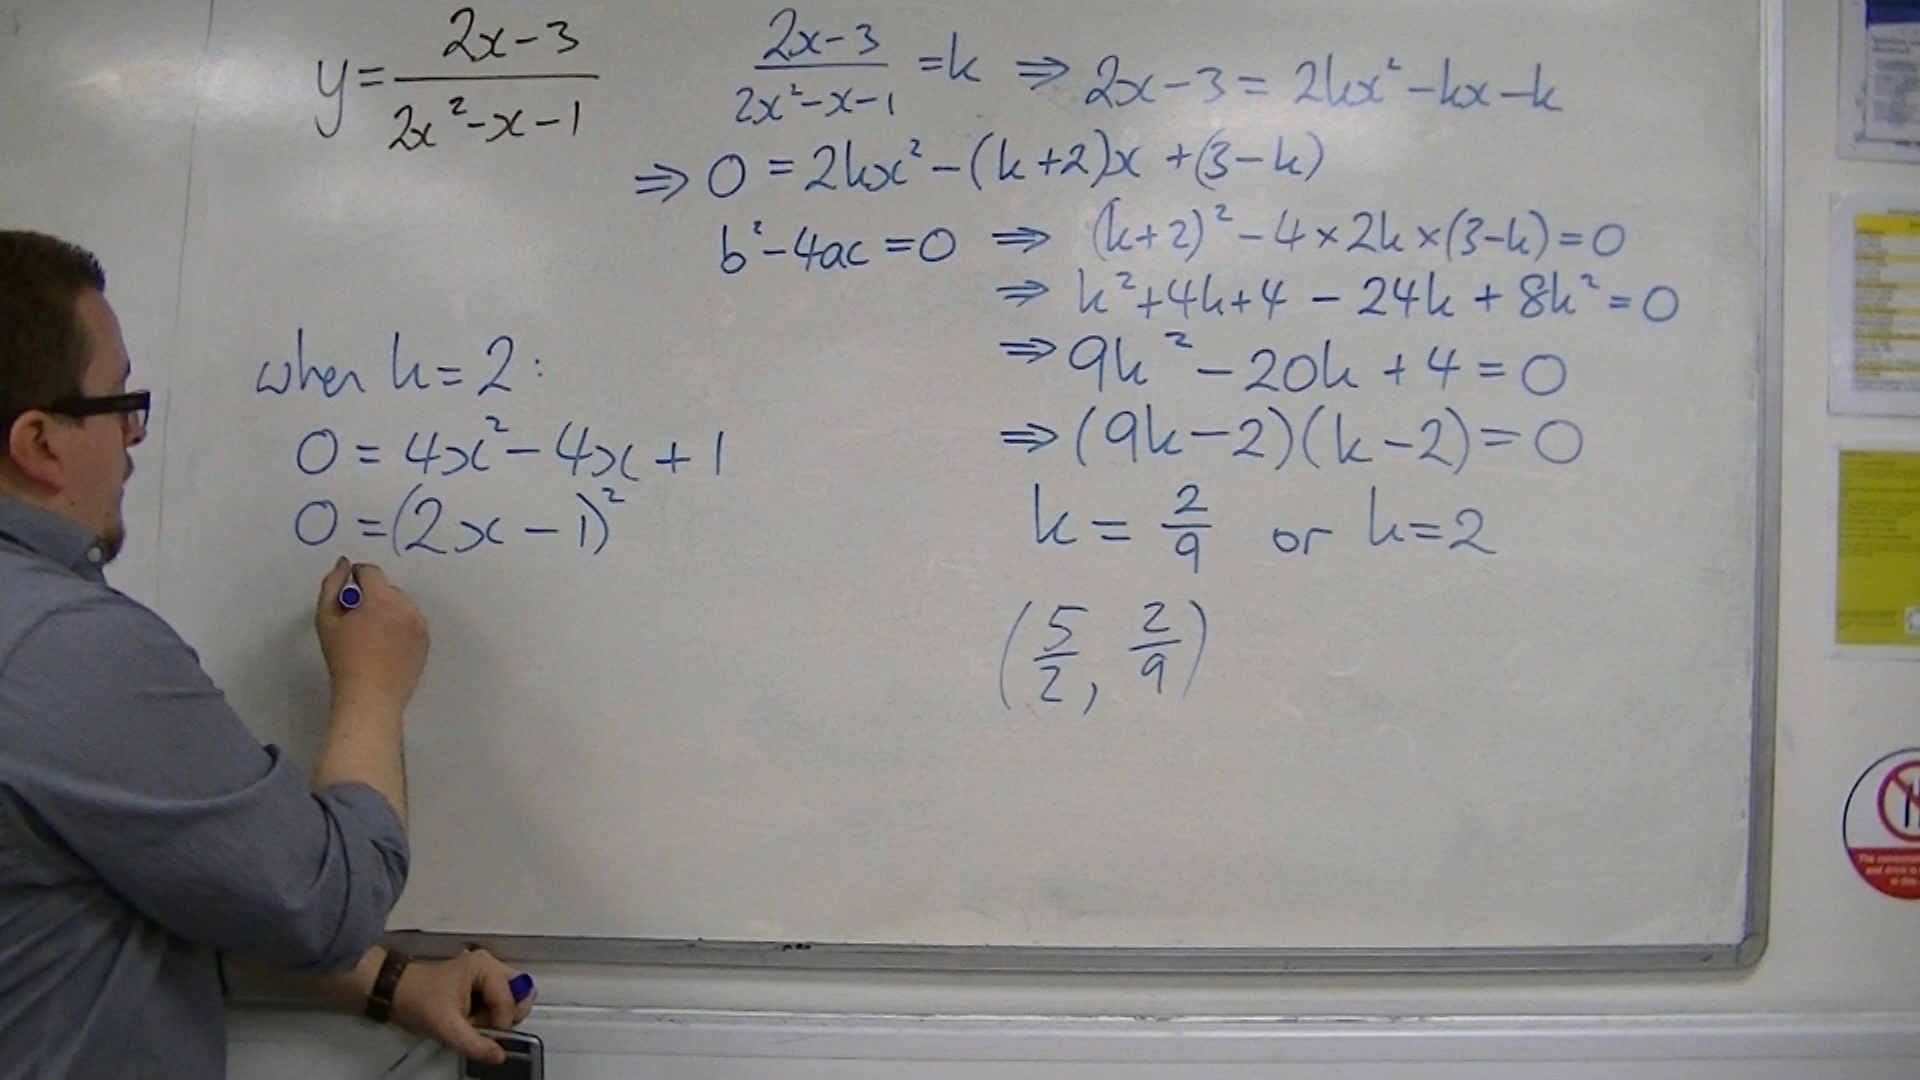 y = (2x-3)/(2x²-x-1)
(2x-3)/(2x²-x-1) = k ⇒ 2x-3 = 2kx²-kx-k
⇒ 0 = 2kx²-(k+2)x+(3-k)
b²-4ac = 0 ⇒ (k+2)²-4×2k×(3-k)=0
⇒ k²+4k+4-24k+8k²=0
⇒ 9k²-20k+4=0
⇒ (9k-2)(k-2)=0
k = 2/9 or k=2
(5/2, 2/9)
when k=2:
0 = 4x²-4x+1
0 = (2x-1)²